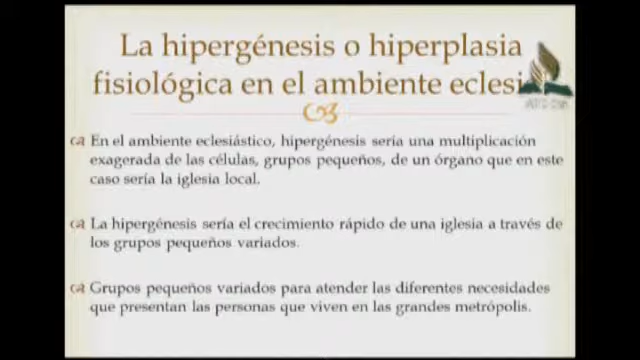 La hipergénesis o hiperplasia
fisiológica en el ambiente eclesi
En el ambiente eclesiástico, hipergénesis sería una multiplicación
exagerada de las células, grupos pequeños, de un órgano que en este
caso sería la iglesia local.
La hipergénesis sería el crecimiento rápido de una iglesia a través de
los grupos pequeños variados.
Grupos pequeños variados para atender las diferentes necesidades
que presentan las personas que viven en las grandes metrópolis.